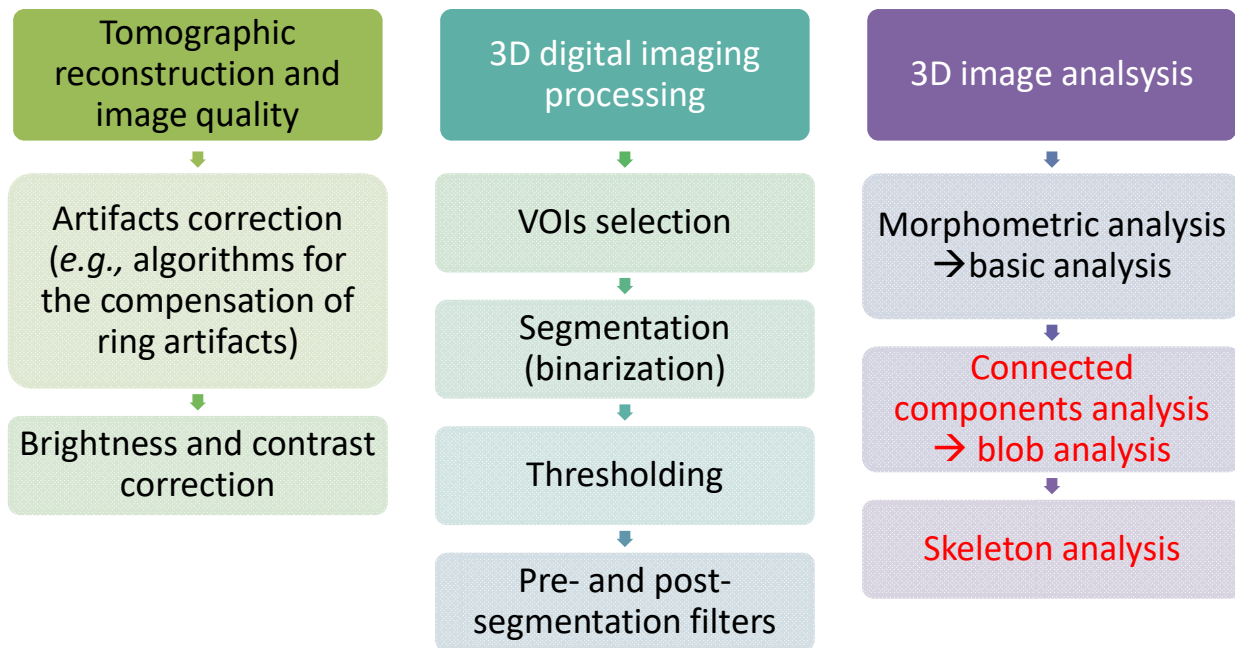 Tomographic
reconstruction and
image quality
Artifacts correction
(e.g., algorithms for
the compensation of
ring artifacts)
Brightness and contrast
correction
3D digital imaging
processing
VOIs selection
Segmentation
(binarization)
Thresholding
Pre- and post-
segmentation filters
3D image analsysis
Morphometric analysis
→basic analysis
Connected
components analysis
→ blob analysis
Skeleton analysis